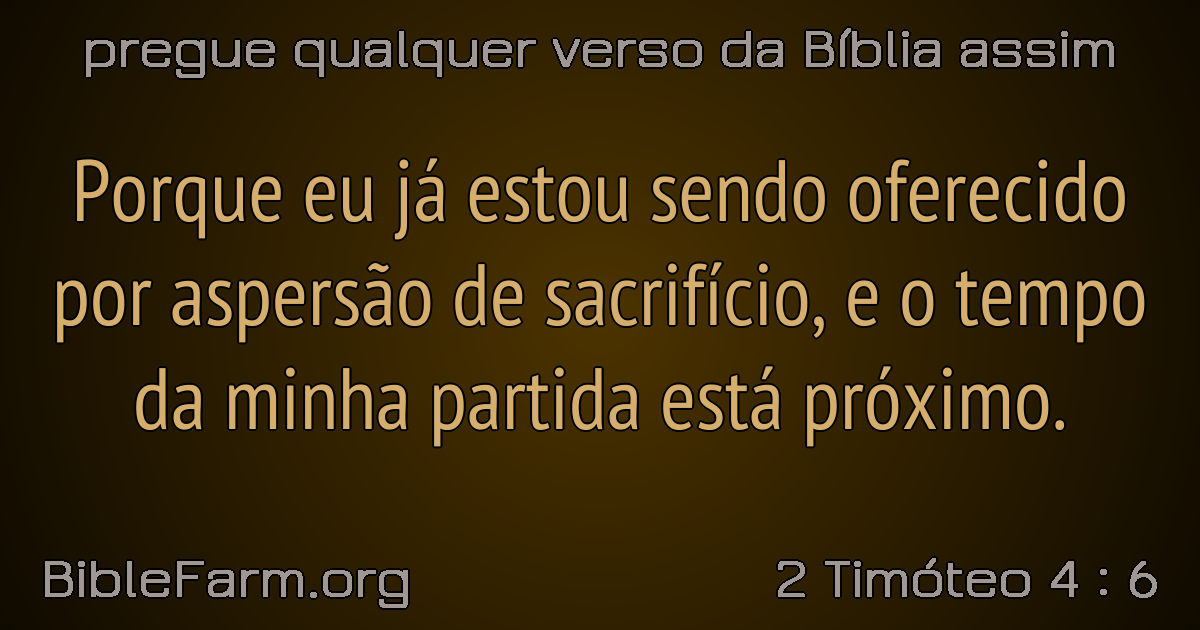 pregue qualquer verso da Bíblia assim
Porque eu já estou sendo oferecido
por aspersão de sacrifício, e o tempo
da minha partida está próximo.
BibleFarm.org
2 Timóteo 4 : 6